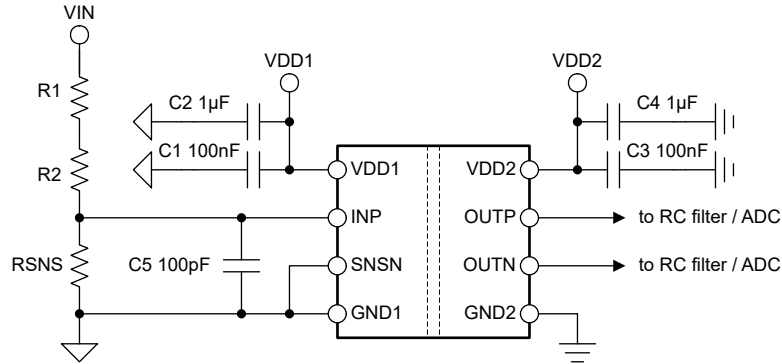 VIN
VDD1
VDD2
R1
C2 1µF
C4 1µF
C1 100nF
C3 100nF
R2
VDD1
VDD2
INP
OUTP
to RC filter / ADC
RSNS
C5 100pF
SNSN
OUTN
to RC filter / ADC
GND1
GND2